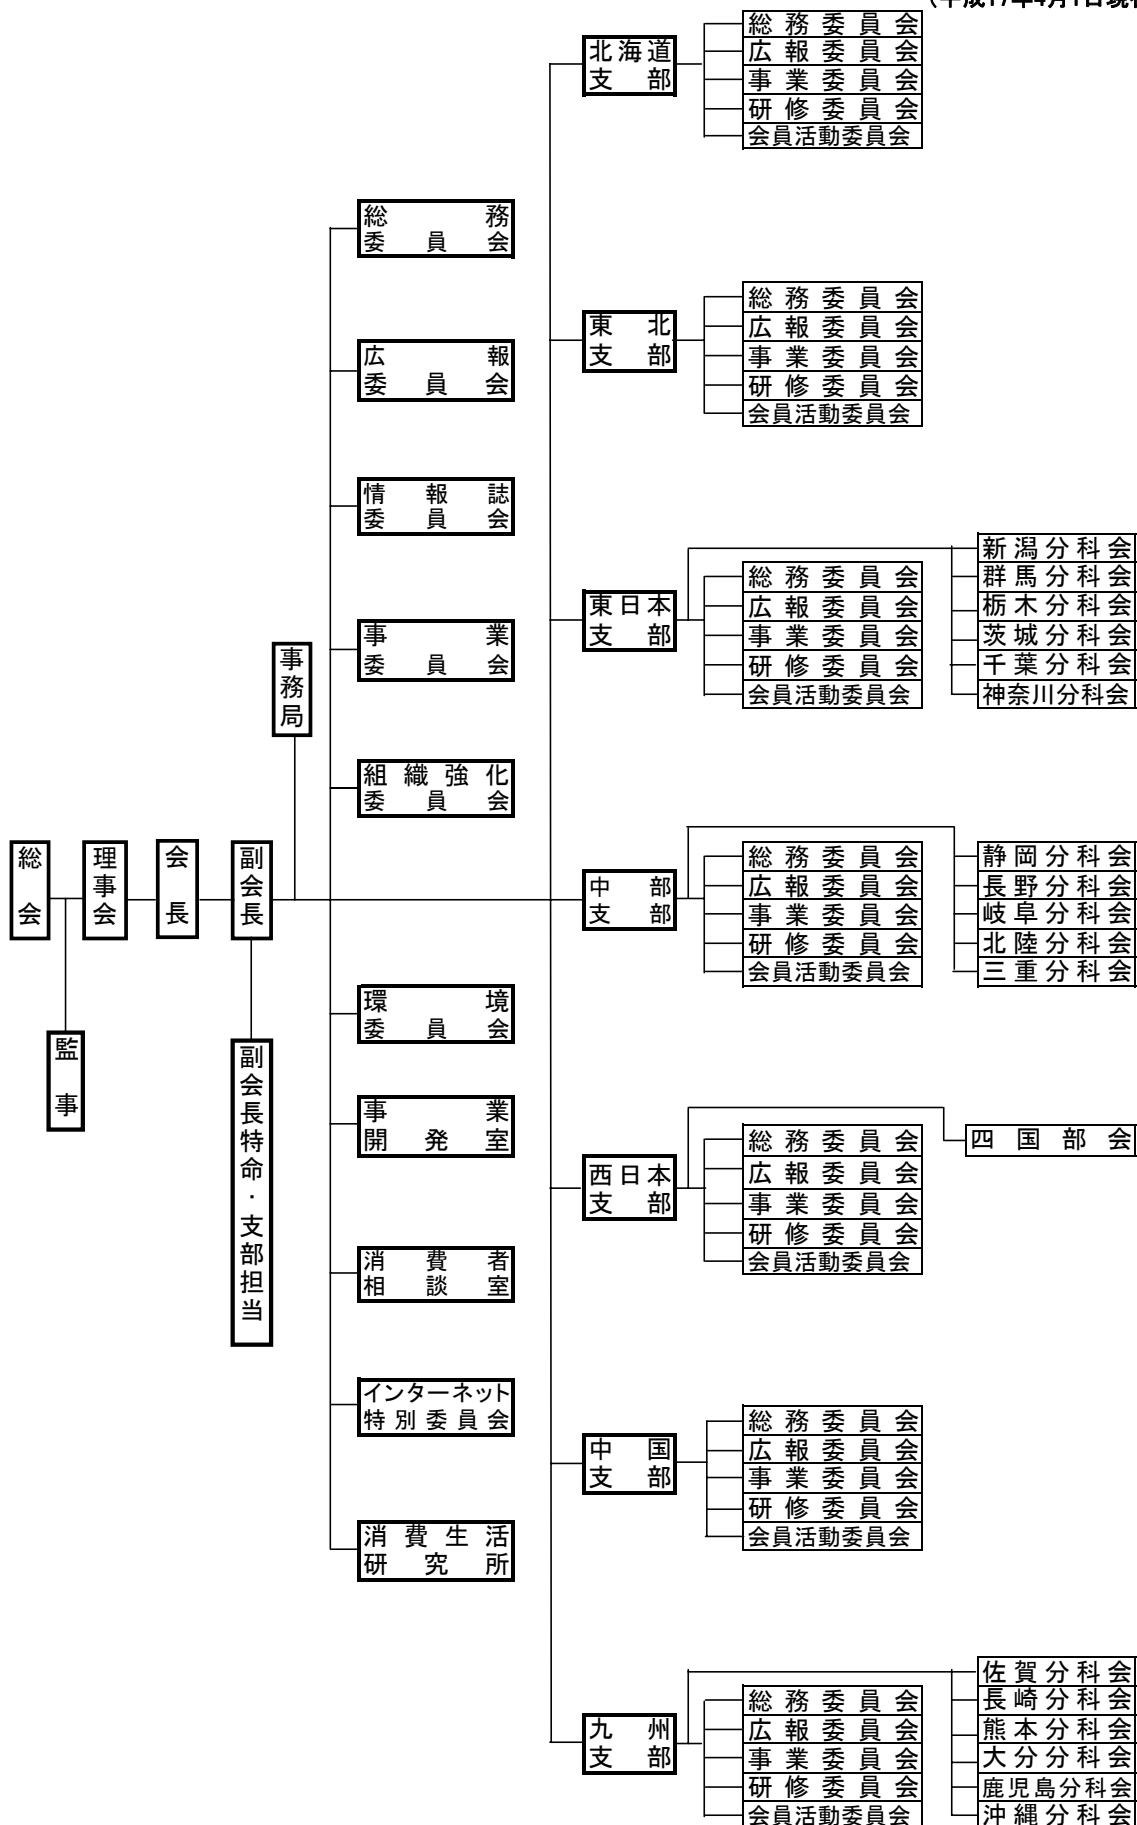 (平成17年4月1日現在
総会
監事
理事会
会長
副会長
副会長特命・支部担当
事務局
総務
委員会
広報
委員会
情報誌
委員会
事業
委員会
組織強化
委員会
環境
委員会
事業
開発室
消費者
相談室
インターネット
特別委員会
消費生活
研究所
北海道
支部
総務委員会
広報委員会
事業委員会
研修委員会
会員活動委員会
東北
支部
総務委員会
広報委員会
事業委員会
研修委員会
会員活動委員会
東日本
支部
総務委員会
広報委員会
事業委員会
研修委員会
会員活動委員会
新潟分科会
群馬分科会
栃木分科会
茨城分科会
千葉分科会
神奈川分科会
中部
支部
総務委員会
広報委員会
事業委員会
研修委員会
会員活動委員会
静岡分科会
長野分科会
岐阜分科会
北陸分科会
三重分科会
西日本
支部
総務委員会
広報委員会
事業委員会
研修委員会
会員活動委員会
四国部会
中国
支部
総務委員会
広報委員会
事業委員会
研修委員会
会員活動委員会
九州
支部
総務委員会
広報委員会
事業委員会
研修委員会
会員活動委員会
佐賀分科会
長崎分科会
熊本分科会
大分分科会
鹿児島分科会
沖縄分科会